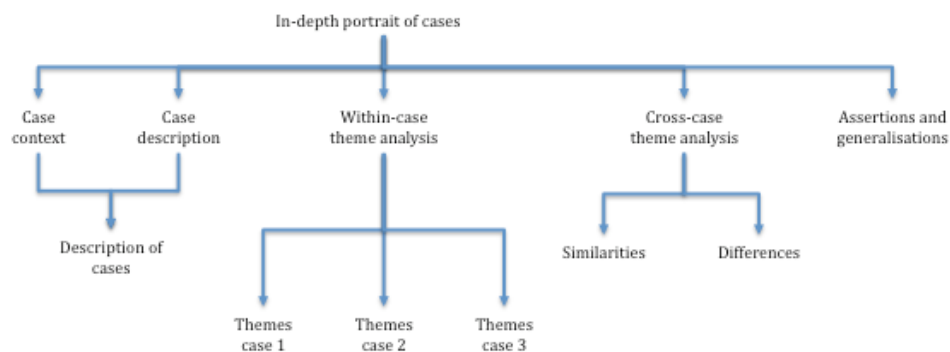 In-depth portrait of cases
Case
context
Case
description
Within-case
theme analysis
Cross-case
theme analysis
Assertions and
generalisations
Description of
cases
Similarities
Differences
Themes
case 1
Themes
case 2
Themes
case 3